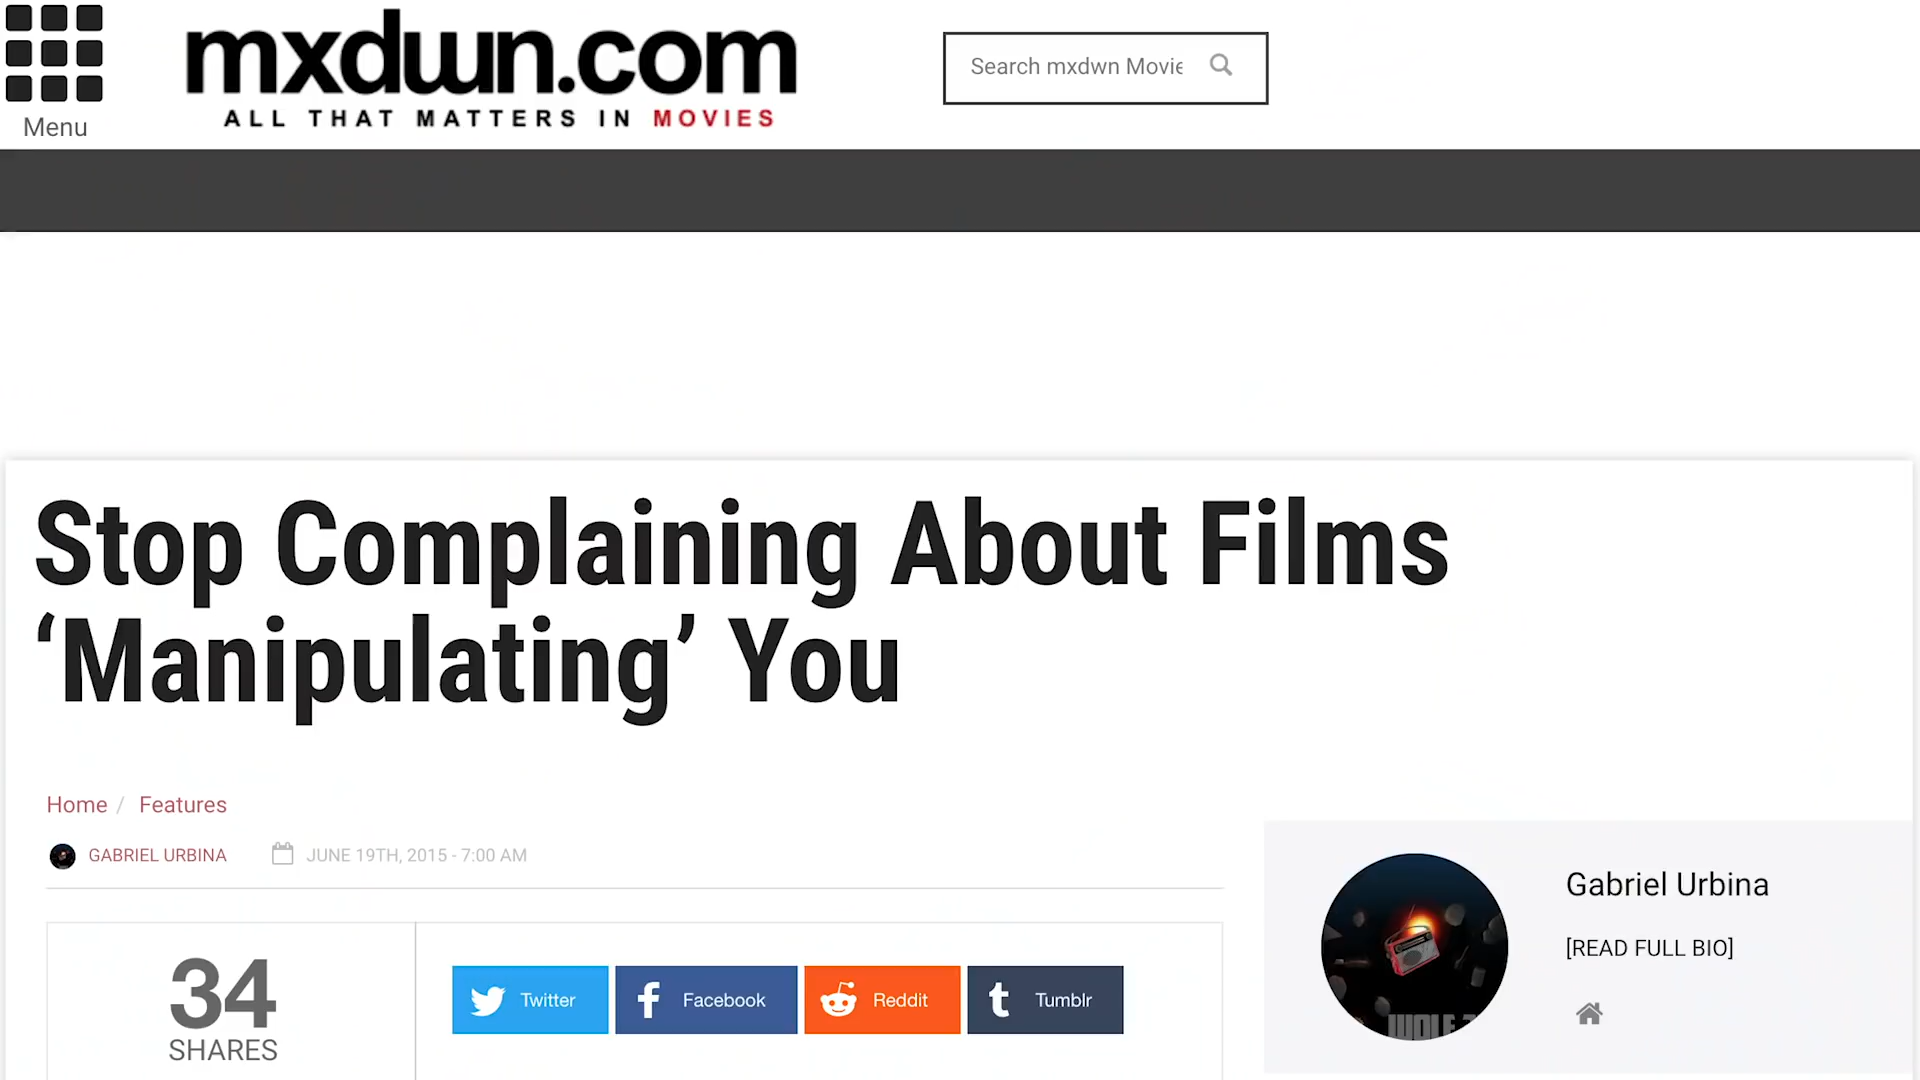 mxdwn.com
ALL THAT MATTERS IN MOVIES
Menu
Search mxdwn Movie
Stop Complaining About Films
‘Manipulating’ You
Home / Features
GABRIEL URBINA JUNE 19TH, 2015 - 7:00 AM
34
SHARES
Twitter Facebook Reddit Tumblr
Gabriel Urbina
[READ FULL BIO]